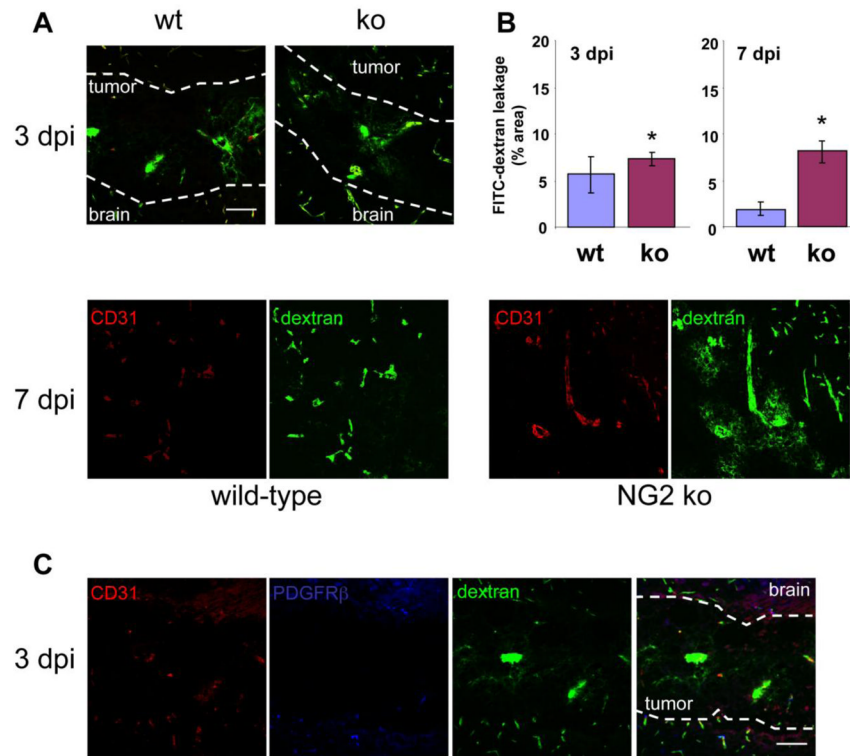 A
wt
ko
3 dpi
tumor
brain
tumor
brain
B
FITC-dextran leakage
(% area)
20
15
10
5
0
3 dpi
*
wt
ko
20
15
10
5
0
7 dpi
*
wt
ko
7 dpi
CD31
dextran
wild-type
CD31
dextran
NG2 ko
C
3 dpi
CD31
PDGFRβ
dextran
brain
tumor